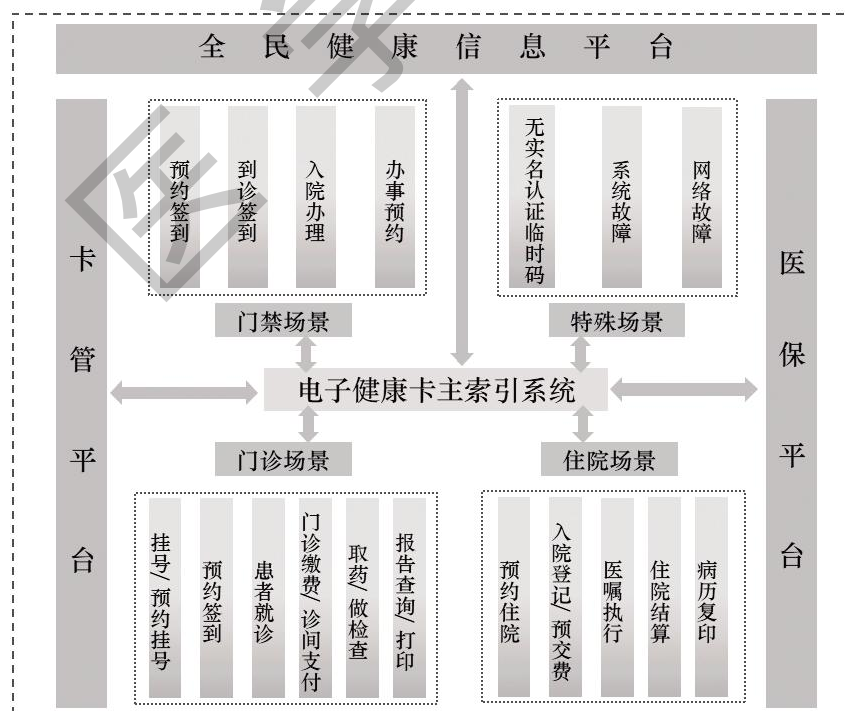 全民健康信息平台
卡管平台
医保平台
预约签到
到诊签到
入院办理
办事预约
门禁场景
无实名认证临时码
系统故障
网络故障
特殊场景
电子健康卡主索引系统
门诊场景
挂号/预约挂号
预约签到
患者就诊
门诊缴费/诊间支付
取药/做检查
报告查询/打印
住院场景
预约住院
入院登记/预交费
医嘱执行
住院结算
病历复印
医学